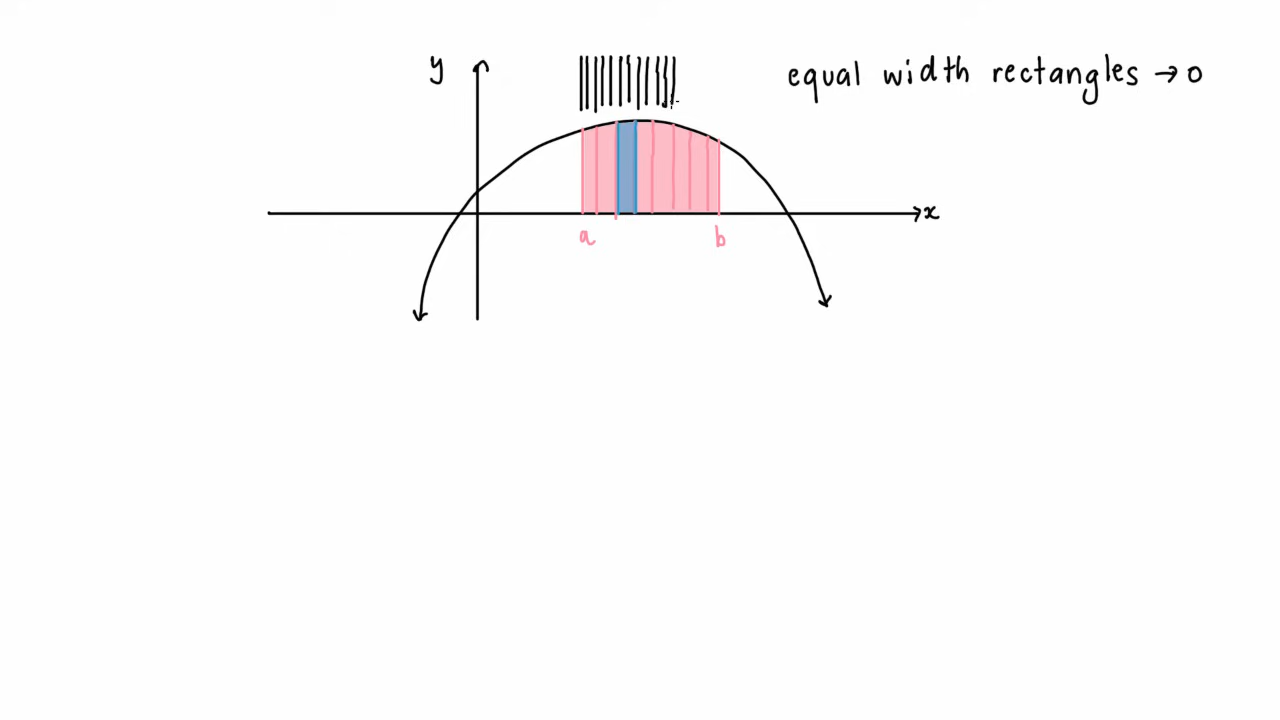 y
equal width rectangles → 0
x
a
b